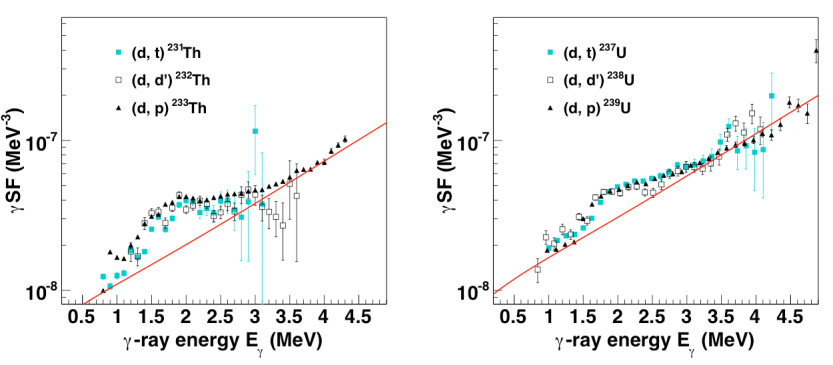 γSF (MeV⁻³)
10⁻⁷
10⁻⁸
(d, t) ²³¹Th
(d, d') ²³²Th
(d, p) ²³³Th
0.5 1 1.5 2 2.5 3 3.5 4 4.5
γ-ray energy E_γ (MeV)
γSF (MeV⁻³)
10⁻⁷
10⁻⁸
(d, t) ²³⁷U
(d, d') ²³⁸U
(d, p) ²³⁹U
0.5 1 1.5 2 2.5 3 3.5 4 4.5
γ-ray energy E_γ (MeV)